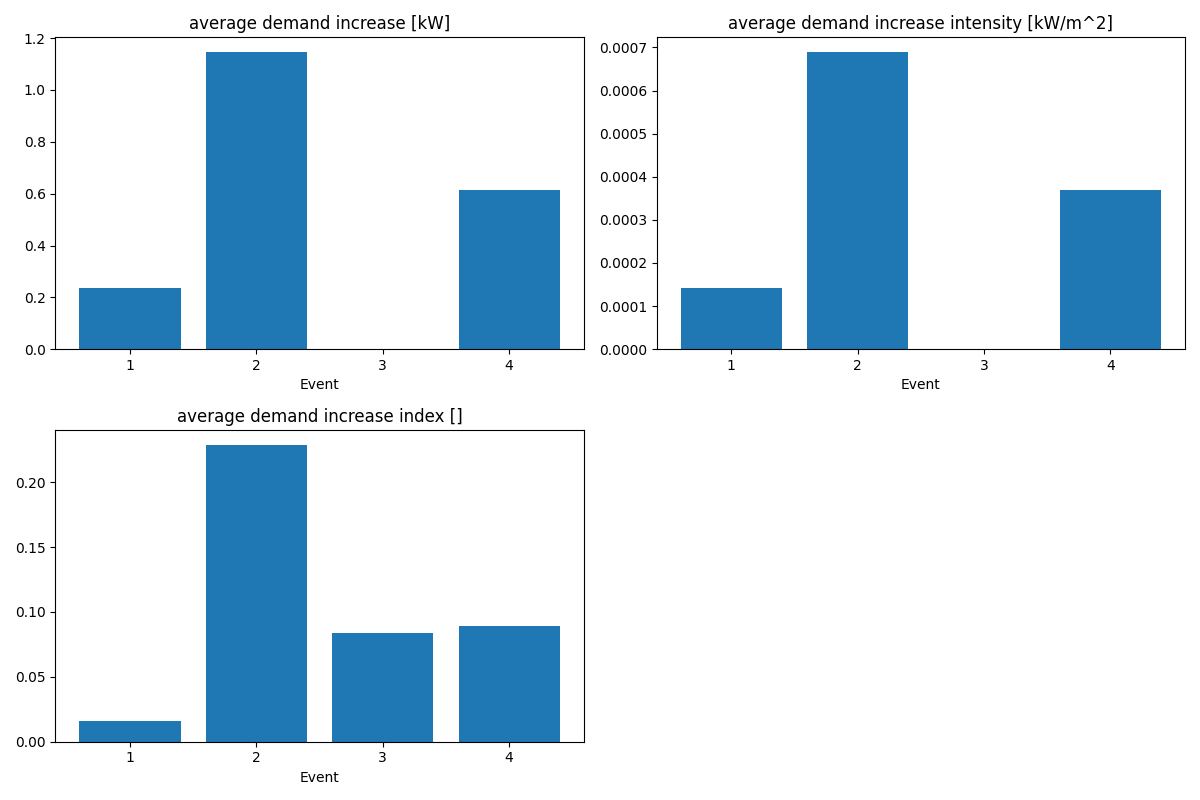 average demand increase [kW]
1.2
1.0
0.8
0.6
0.4
0.2
0.0
1 2 3 4
Event
average demand increase intensity [kW/m^2]
0.0007
0.0006
0.0005
0.0004
0.0003
0.0002
0.0001
0.0000
1 2 3 4
Event
average demand increase index []
0.20
0.15
0.10
0.05
0.00
1 2 3 4
Event